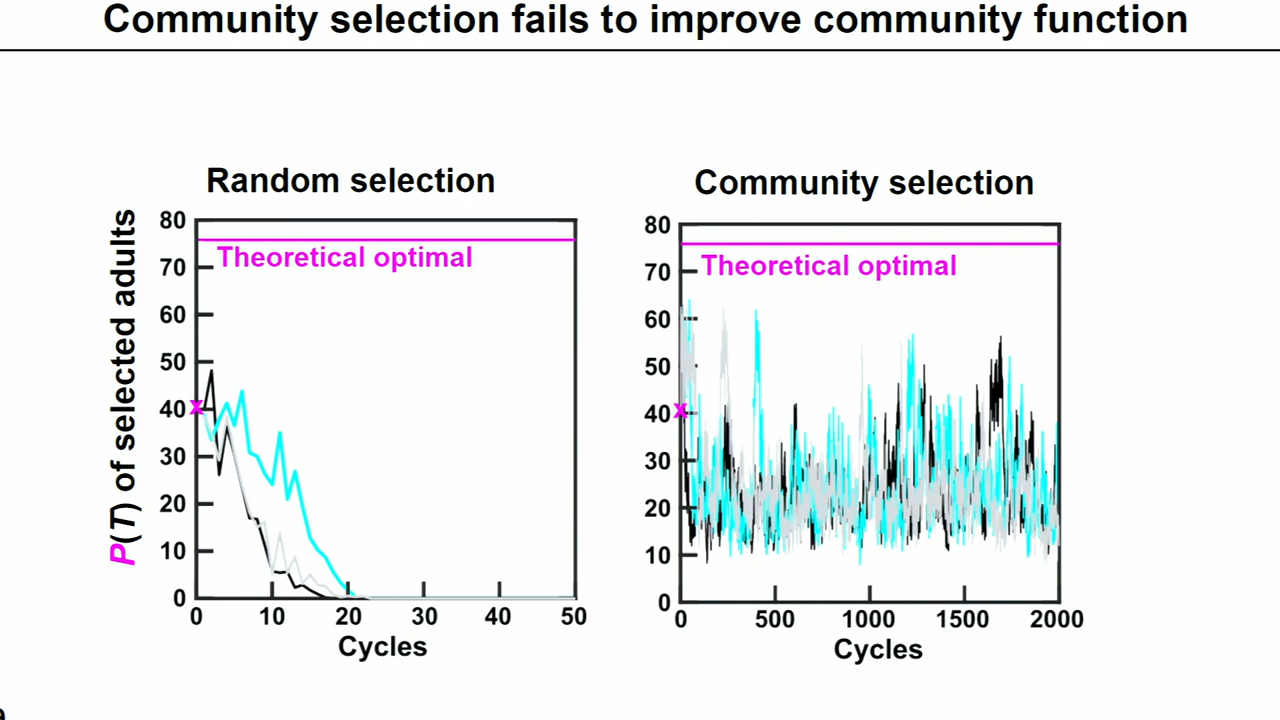 Community selection fails to improve community function
Random selection
P(T) of selected adults
80
70
60
50
40
30
20
10
0
Theoretical optimal
x
0 10 20 30 40 50
Cycles
Community selection
80
70
60
50
40
30
20
10
0
Theoretical optimal
x
0 500 1000 1500 2000
Cycles